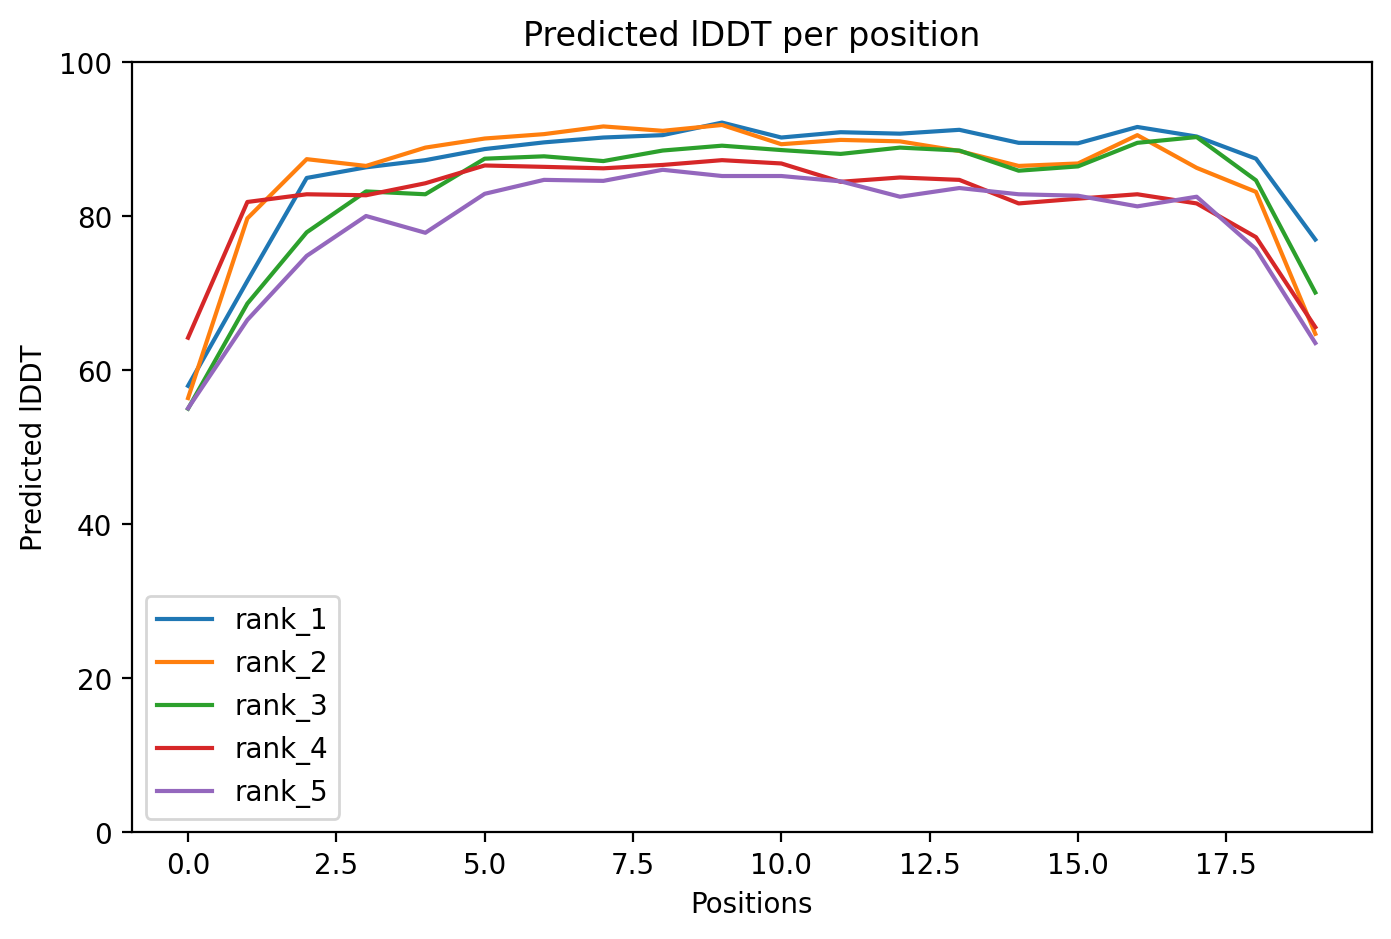 Predicted lDDT per position
100
80
60
40
20
0
Predicted lDDT
rank_1
rank_2
rank_3
rank_4
rank_5
0.0 2.5 5.0 7.5 10.0 12.5 15.0 17.5
Positions